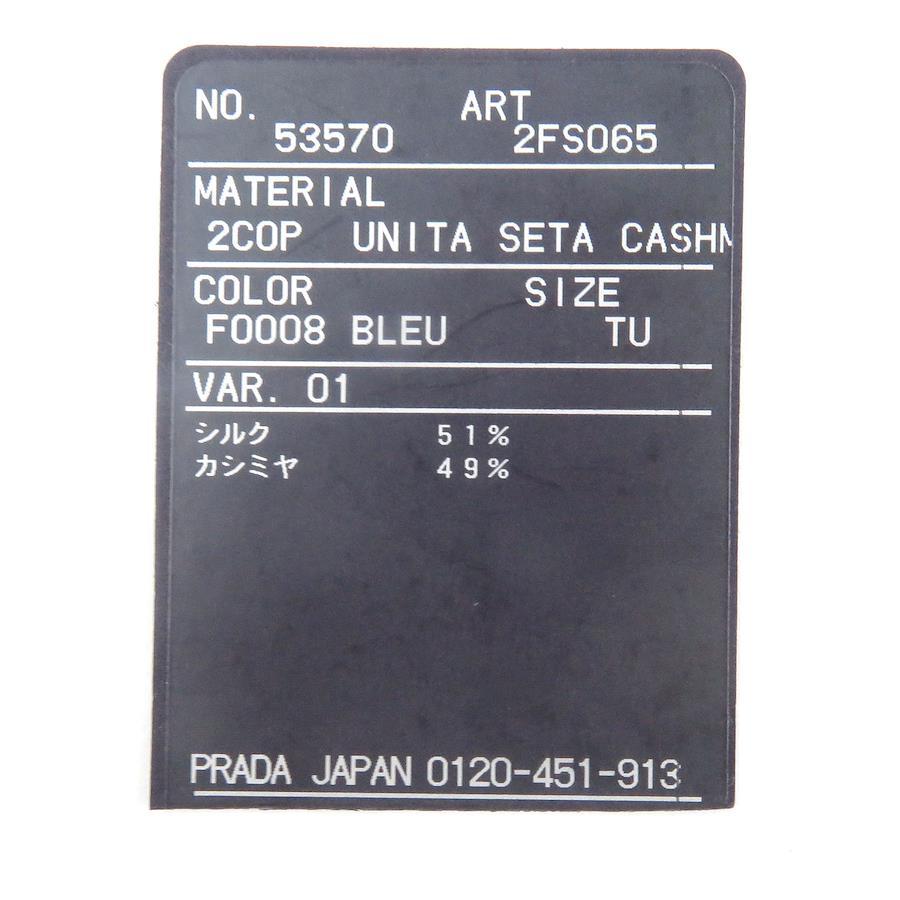 NO. ART
53570 2FS065
MATERIAL
2COP UNITA SETA CASHM
COLOR SIZE
F0008 BLEU TU
VAR. 01
シルク 51%
カシミヤ 49%
PRADA JAPAN 0120-451-913